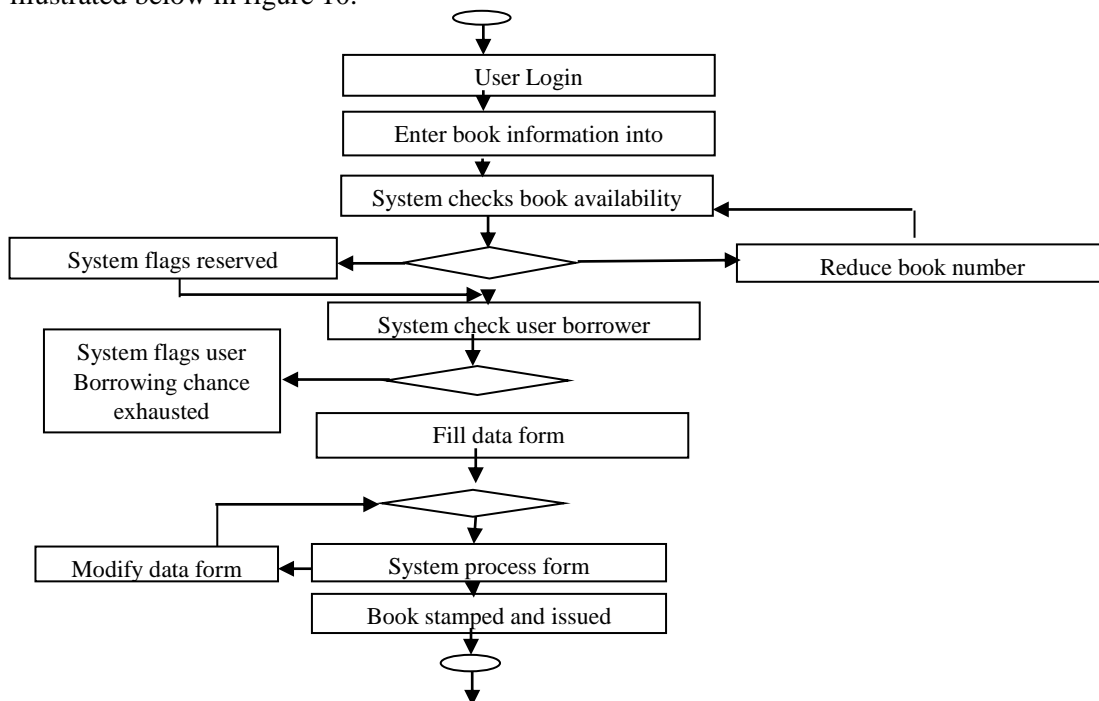 illustrated below in figure 10.
User Login
Enter book information into
System checks book availability
System flags reserved
Reduce book number
System check user borrower
System flags user
Borrowing chance
exhausted
Fill data form
Modify data form
System process form
Book stamped and issued